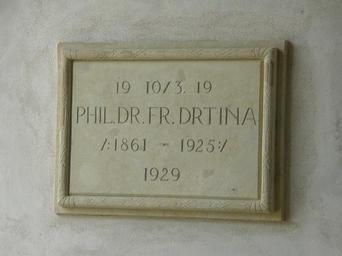 19 10/3. 19
PHIL.DR.FR.DRTINA
/:1861 - 1925:/
1929